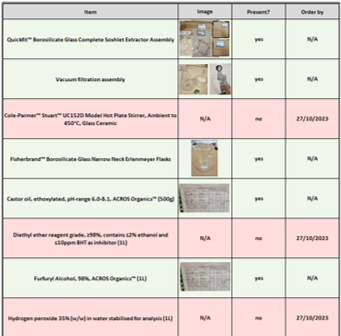 Item Image Present? Order by
Quickfit™ Borosilicate Glass Complete Soxhlet Extractor Assembly yes N/A
Vacuum filtration assembly yes N/A
Cole-Parmer™ Stuart™ UC152D Model Hot Plate Stirrer, Ambient to
450°C, Glass Ceramic N/A no 27/10/2023
Fisherbrand™ Borosilicate Glass Narrow Neck Erlenmeyer Flasks yes N/A
Castor oil, ethoxylated, pH-range 6.0-8.1, ACROS Organics™ (500g) yes N/A
Diethyl ether reagent grade, ≥98%, contains ≤2% ethanol and
≤10ppm BHT as inhibitor (1L) N/A no 27/10/2023
Furfuryl Alcohol, 98%, ACROS Organics™ (1L) yes N/A
Hydrogen peroxide 35% (w/w) in water stabilised for analysis (1L) N/A no 27/10/2023